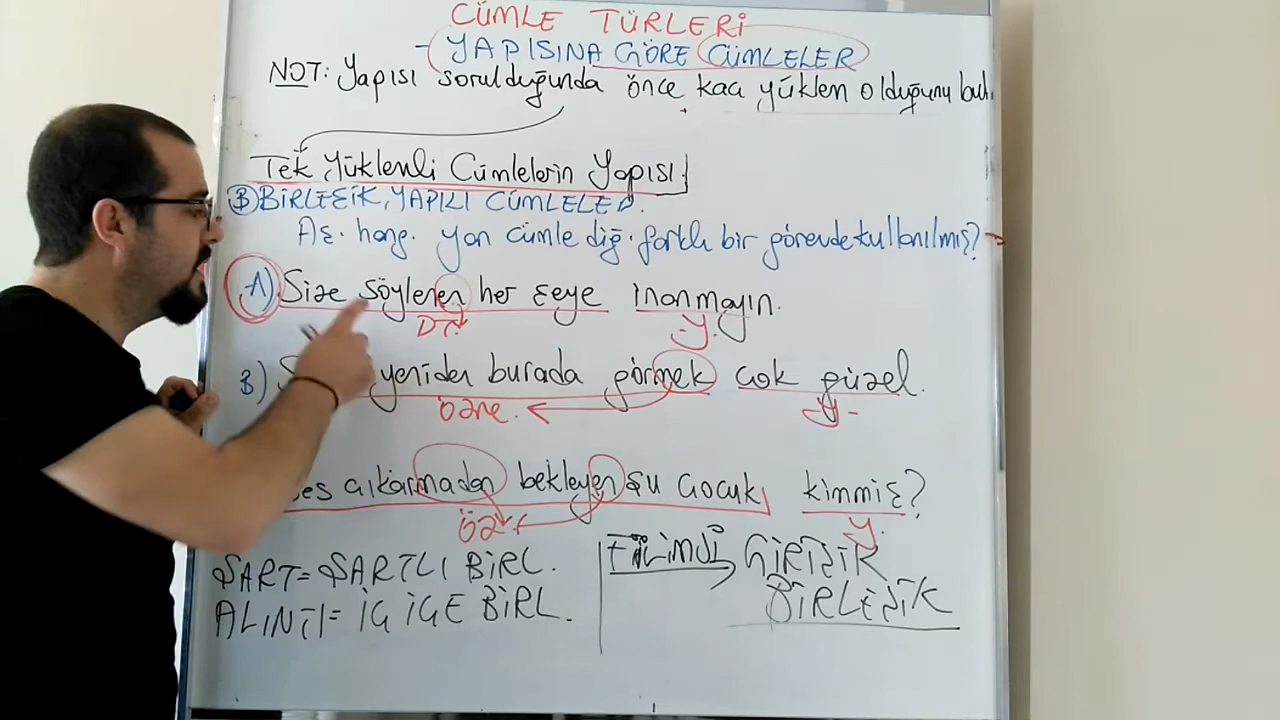 CÜMLE TÜRLERİ
- YAPISINA GÖRE CÜMLELER
NOT: Yapısı sorulduğunda önce kaç yüklem olduğunu bul.
Tek Yüklemli Cümlelerin Yapısı
B) BİRLEŞİK YAPILI CÜMLELER.
Aş. hang. yan cümle diğ. farklı bir görevde kullanılmış?
A) Size söylenen her şeye inanmayın.
DT Y.
B) yeniden burada görmek çok güzel.
özne. Y.
ses çıkarmadan bekleyen şu çocuk, kimmiş?
Öz. Y.
ŞART= ŞARTLI BİRL.
ALINTI= İÇ İÇE BİRL.
FİİLİMSİ GİRİŞİK
BİRLEŞİK